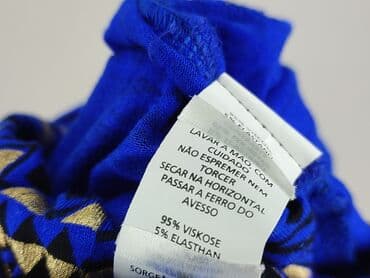 LAVAR A MÃO, COM
CUIDADO
NÃO ESPREMER NEM
TORCER
SECAR NA HORIZONTAL
PASSAR A FERRO DO
AVESSO
95% VISKOSE
5% ELASTHAN